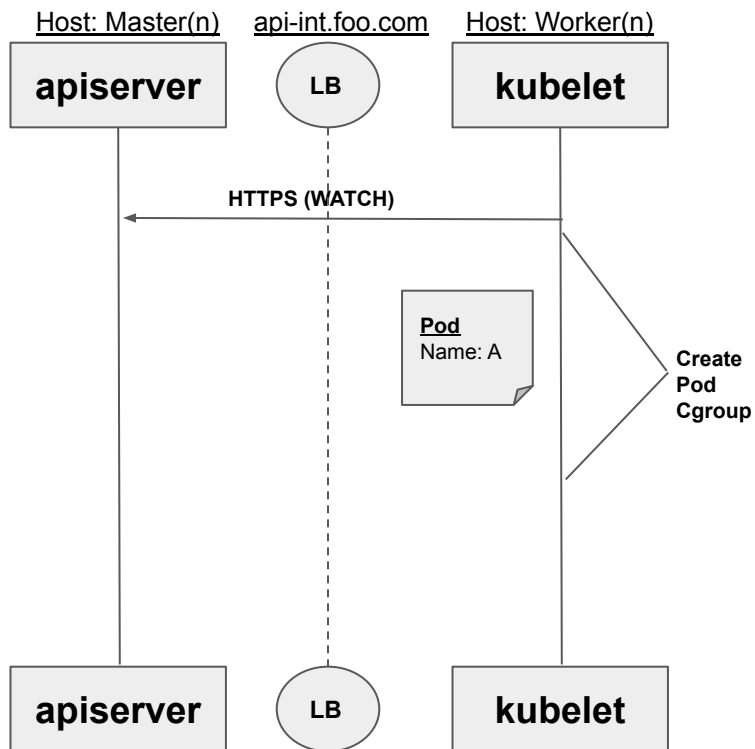 Host: Master(n) api-int.foo.com Host: Worker(n)
apiserver LB kubelet
HTTPS (WATCH)
Pod
Name: A
Create
Pod
Cgroup
apiserver LB kubelet